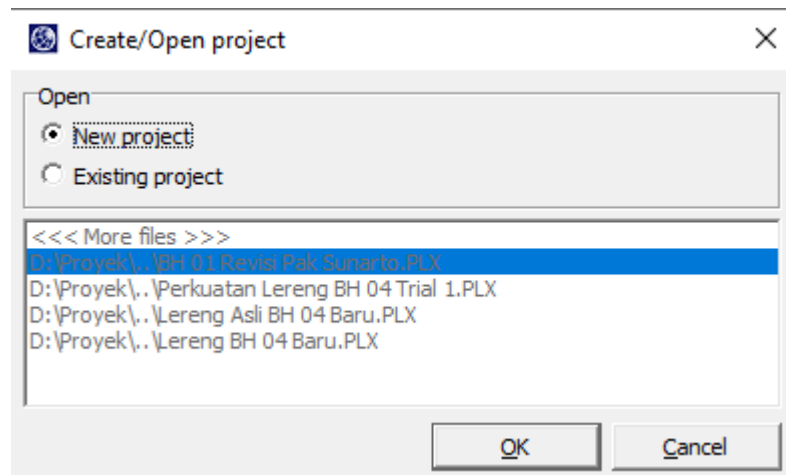 Create/Open project
Open
New project
Existing project
<<< More files >>>
D:\Proyek\..\BH 01 Revisi Pak Sunarto.PLX
D:\Proyek\..\Perkuatan Lereng BH 04 Trial 1.PLX
D:\Proyek\..\Lereng Asli BH 04 Baru.PLX
D:\Proyek\..\Lereng BH 04 Baru.PLX
OK Cancel